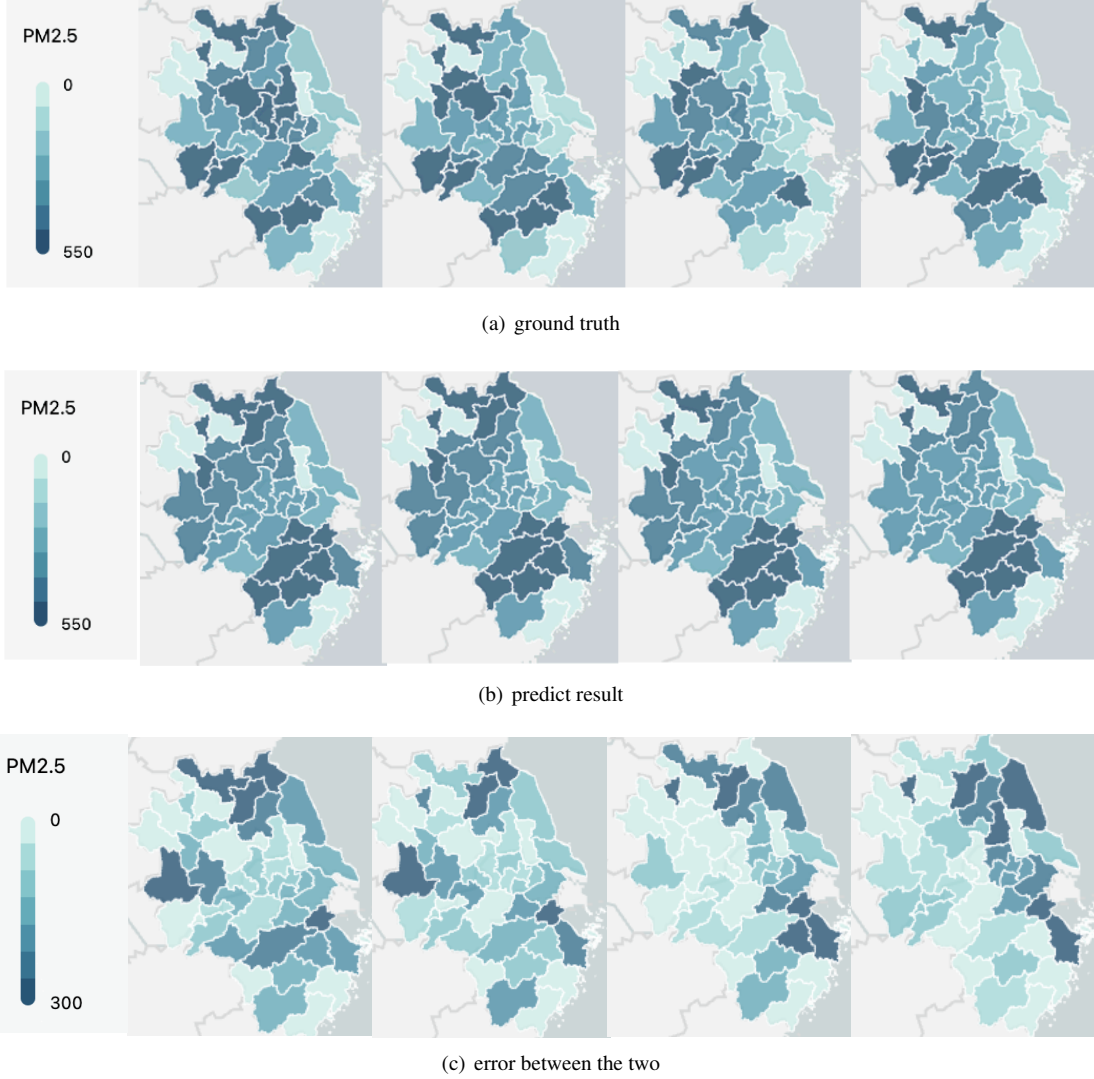 PM2.5
0
550
(a) ground truth
PM2.5
0
550
(b) predict result
PM2.5
0
300
(c) error between the two